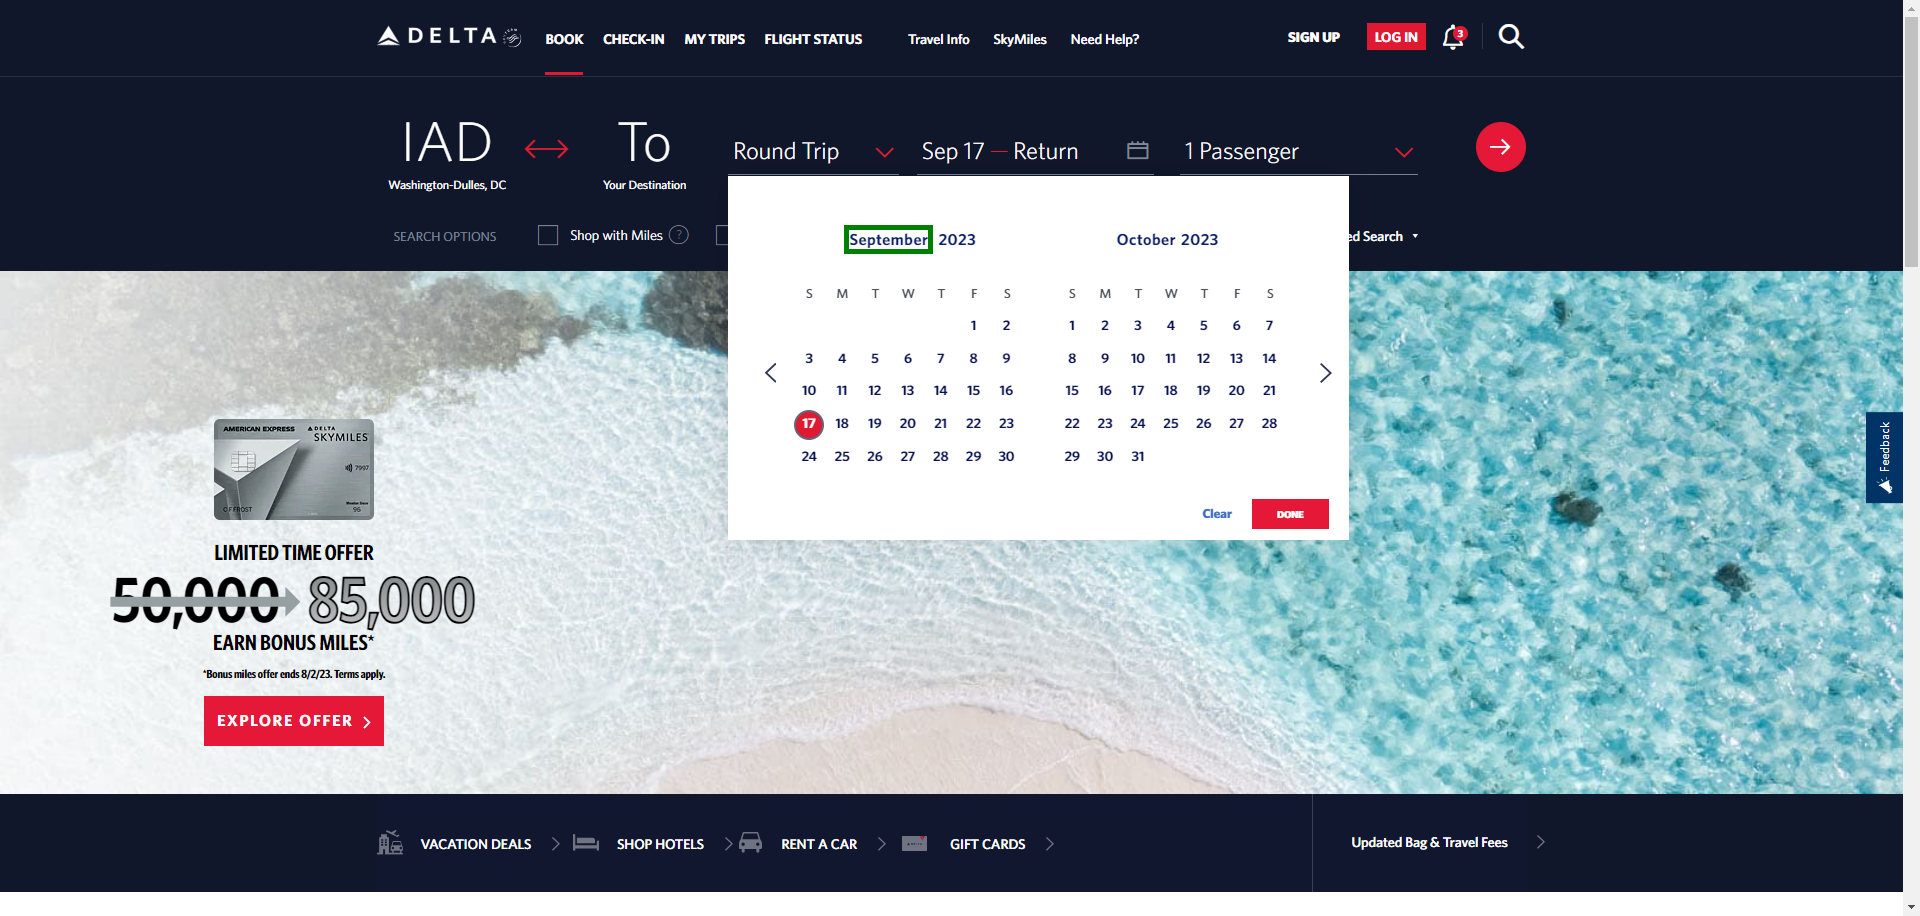 DELTA
BOOK CHECK-IN MY TRIPS FLIGHT STATUS Travel Info SkyMiles Need Help? SIGN UP LOG IN 3
IAD To
Round Trip Sep 17 — Return 1 Passenger
Washington-Dulles, DC Your Destination
SEARCH OPTIONS Shop with Miles ? ed Search
September 2023 October 2023
S M T W T F S S M T W T F S
1 2 1 2 3 4 5 6 7
3 4 5 6 7 8 9 8 9 10 11 12 13 14
10 11 12 13 14 15 16 15 16 17 18 19 20 21
17 18 19 20 21 22 23 22 23 24 25 26 27 28
24 25 26 27 28 29 30 29 30 31
Clear DONE
Feedback
AMERICAN EXPRESS DELTA
SKYMILES
7997
Member Since
C F FROST 96
LIMITED TIME OFFER
50,000 85,000
EARN BONUS MILES*
*Bonus miles offer ends 8/2/23. Terms apply.
EXPLORE OFFER
VACATION DEALS SHOP HOTELS RENT A CAR GIFT CARDS Updated Bag & Travel Fees